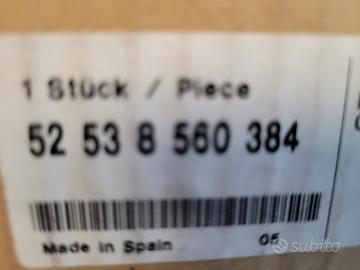 1 Stück / Piece
52 53 8 560 384
Made in Spain 05
subito